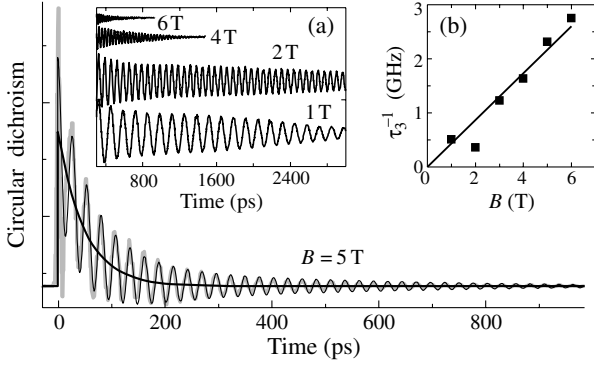 (a)
6 T
4 T
2 T
1 T
800 1600 2400
Time (ps)
(b)
τ₃⁻¹ (GHz)
3
2
1
0
0 2 4 6
B (T)
Circular dichroism
B = 5 T
0 200 400 600 800
Time (ps)